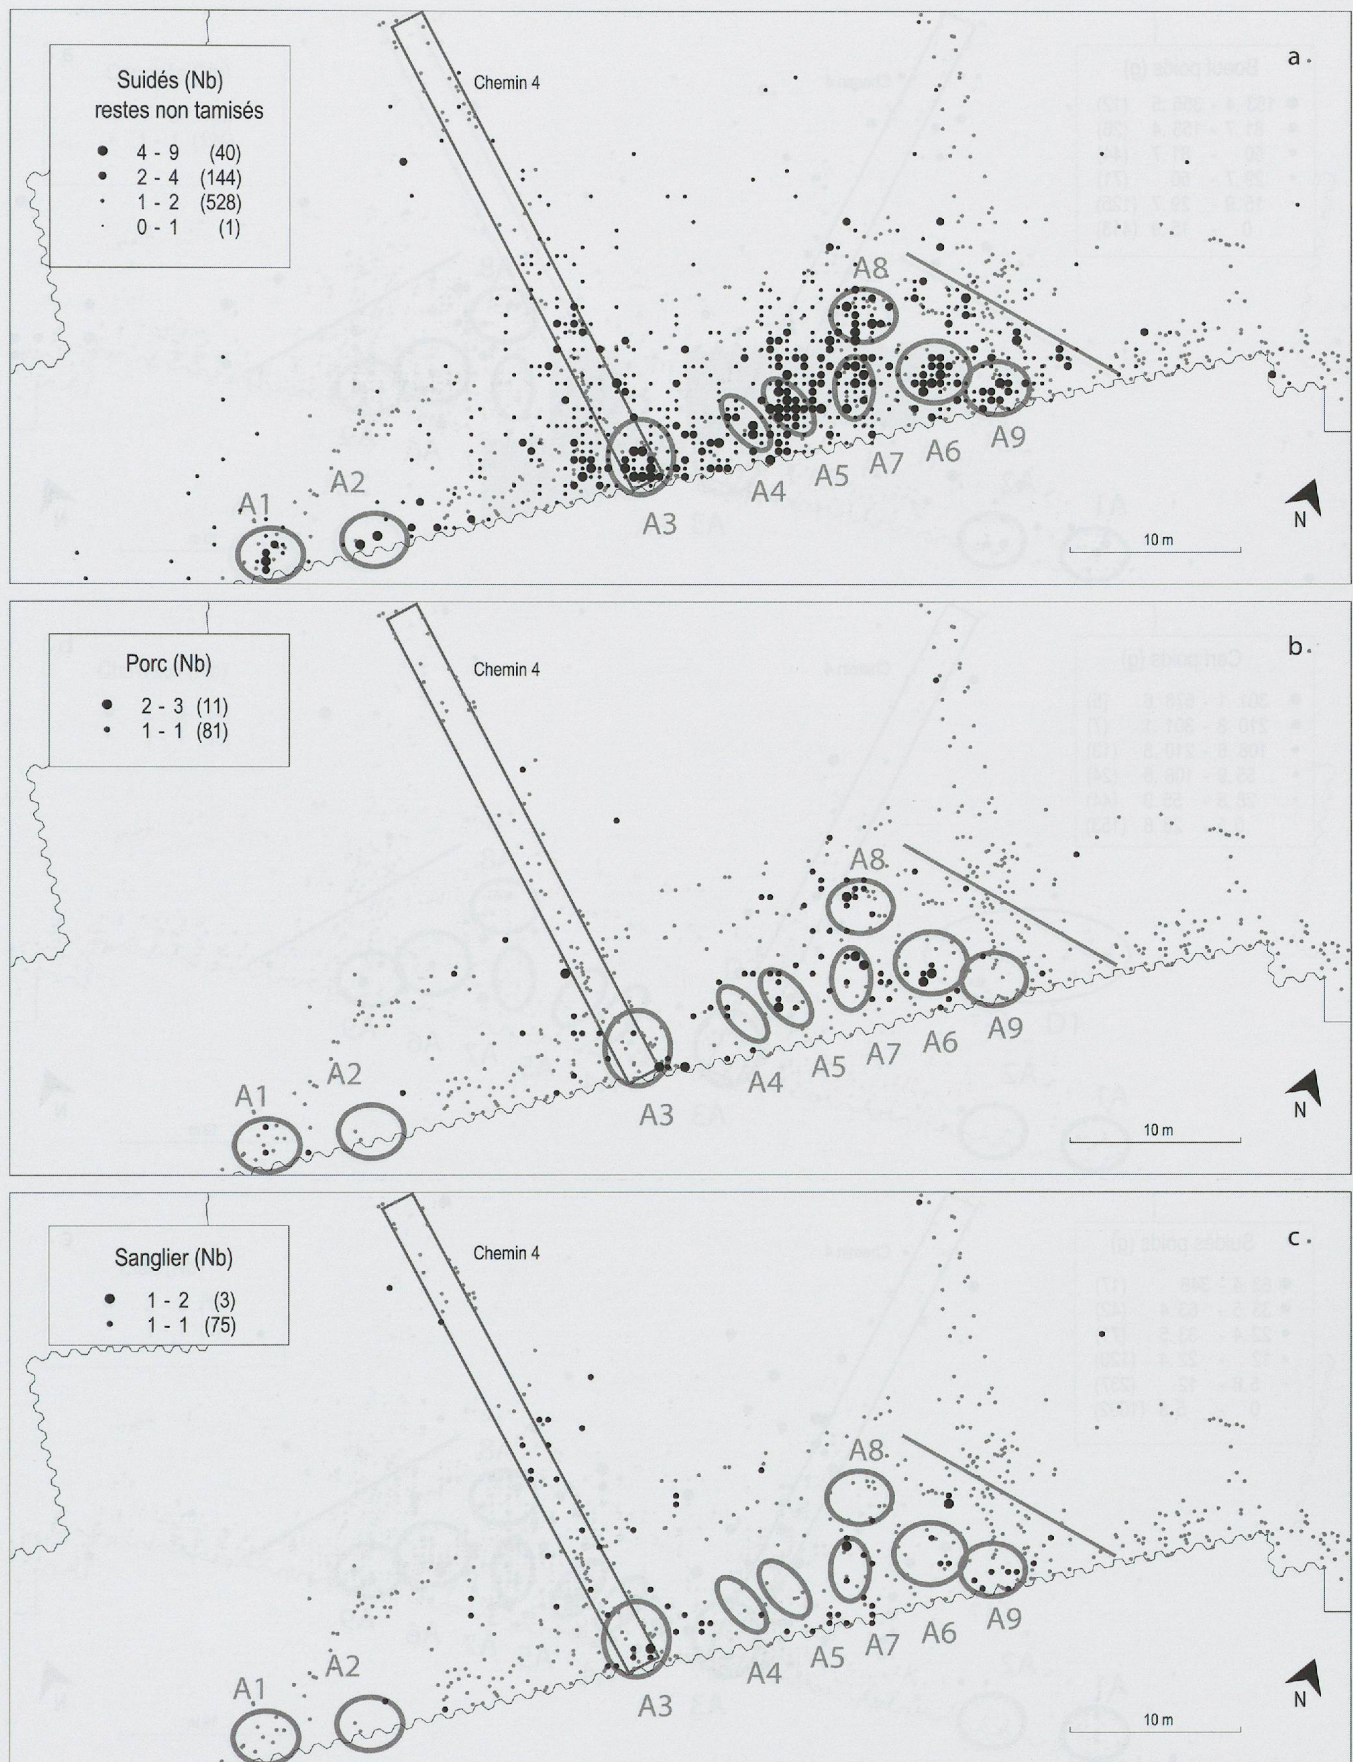 a.
Suidés (Nb)
restes non tamisés
4 - 9 (40)
2 - 4 (144)
1 - 2 (528)
0 - 1 (1)
Chemin 4
A8
A1
A2
A3
A4
A5
A7
A6
A9
N
10 m
b.
Porc (Nb)
2 - 3 (11)
1 - 1 (81)
Chemin 4
A8
A1
A2
A3
A4
A5
A7
A6
A9
N
10 m
c.
Sanglier (Nb)
1 - 2 (3)
1 - 1 (75)
Chemin 4
A8
A1
A2
A3
A4
A5
A7
A6
A9
N
10 m